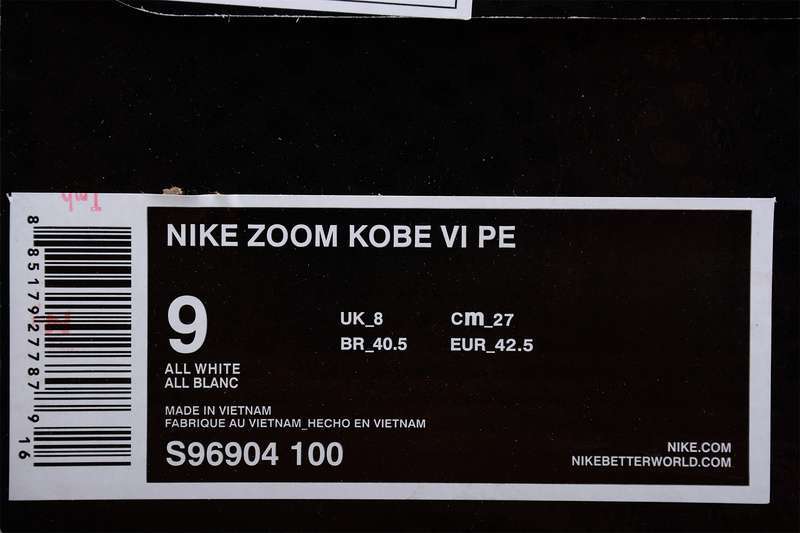 NIKE ZOOM KOBE VI PE
9
UK_8
cm_27
BR_40.5
EUR_42.5
ALL WHITE
ALL BLANC
MADE IN VIETNAM
FABRIQUE AU VIETNAM_HECHO EN VIETNAM
S96904 100
NIKE.COM
NIKEBETTERWORLD.COM
8 85179 27787 9 16